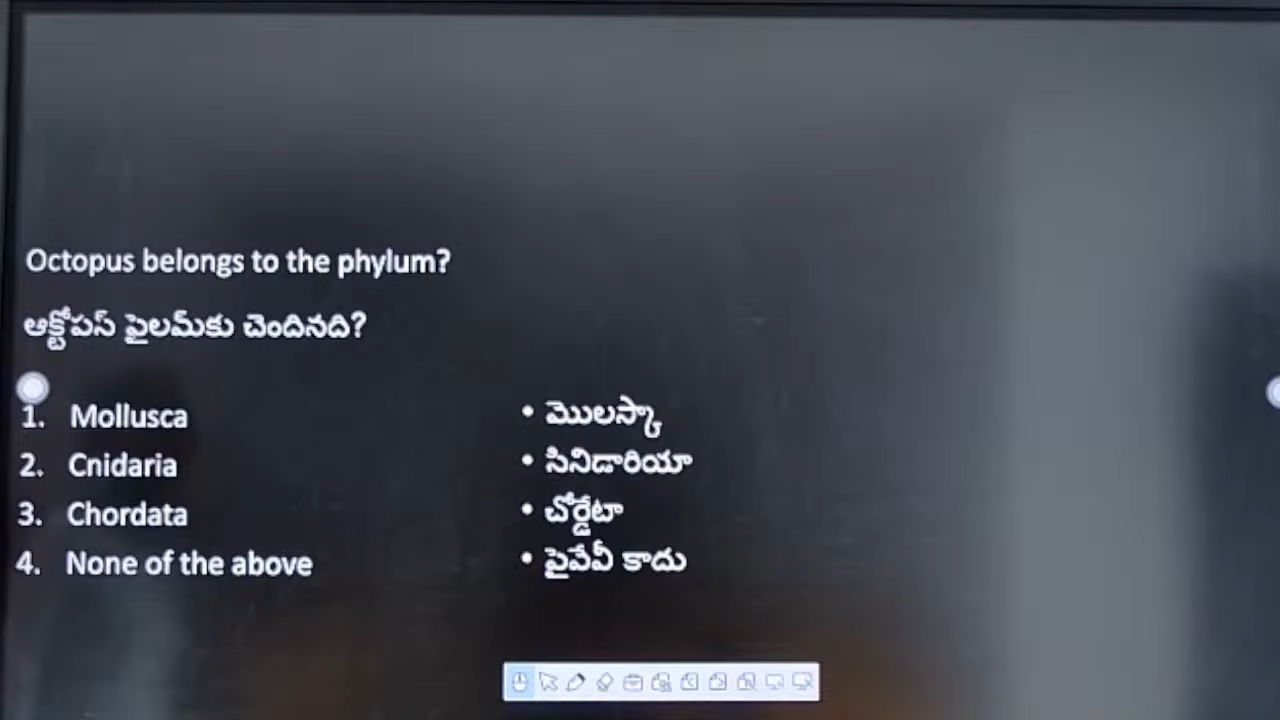 Octopus belongs to the phylum?
ఆక్టోపస్ ఫైలమ్‌కు చెందినది?
1. Mollusca
2. Cnidaria
3. Chordata
4. None of the above
• మొలస్కా
• సినిడారియా
• చోర్డేటా
• పైవేవీ కాదు